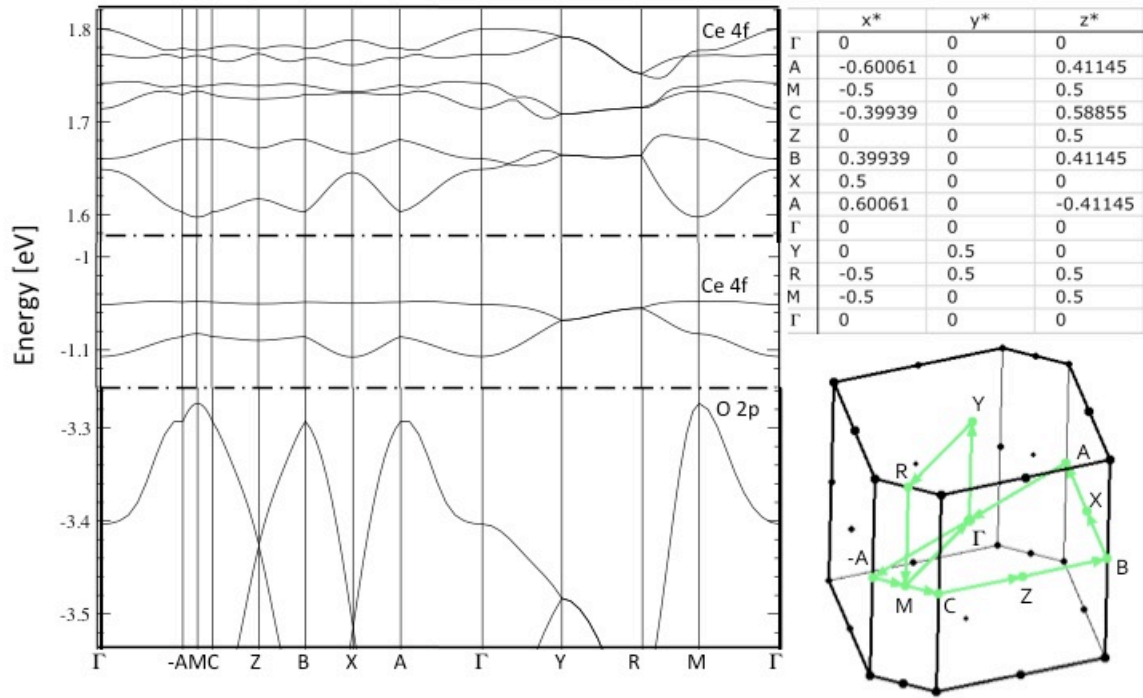 Energy [eV]
1.8
1.7
1.6
Ce 4f
-1
-1.1
Ce 4f
-3.3
-3.4
-3.5
O 2p
Γ -A M C Z B X A Γ Y R M Γ
x* y* z*
Γ 0 0 0
A -0.60061 0 0.41145
M -0.5 0 0.5
C -0.39939 0 0.58855
Z 0 0 0.5
B 0.39939 0 0.41145
X 0.5 0 0
A 0.60061 0 -0.41145
Γ 0 0 0
Y 0 0.5 0
R -0.5 0.5 0.5
M -0.5 0 0.5
Γ 0 0 0
Y
A
R
X
Γ
-A
B
M
C
Z